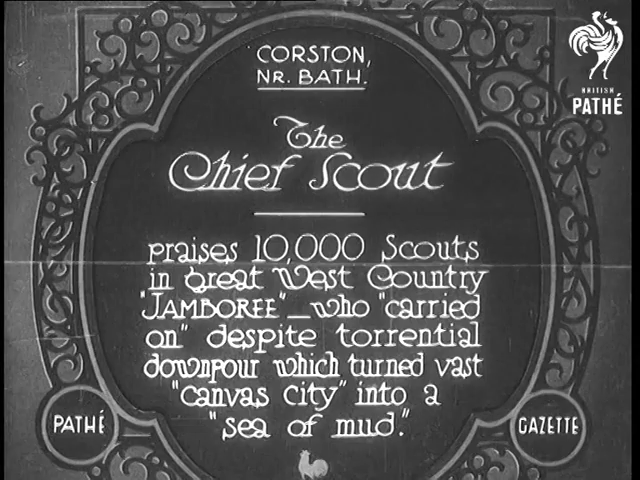 CORSTON,
NR. BATH.
The
Chief Scout
praises 10,000 Scouts
in Great West Country
"JAMBOREE" — who "carried
on" despite torrential
downpour which turned vast
"canvas city" into a
"sea of mud."
PATHÉ
GAZETTE
BRITISH
PATHÉ